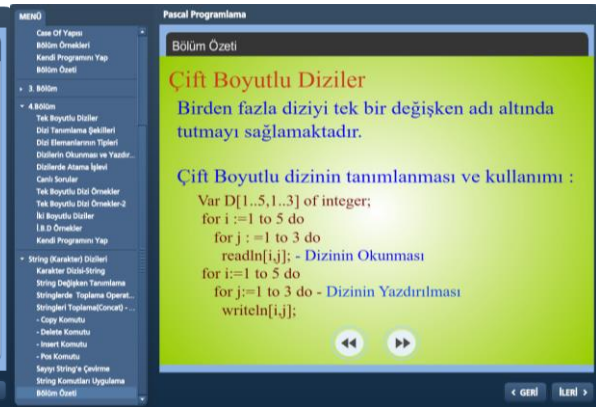 MENÜ
Case Of Yapısı
Bölüm Örnekleri
Kendi Programını Yap
Bölüm Özeti
3. Bölüm
4.Bölüm
Tek Boyutlu Diziler
Dizi Tanımlama Şekilleri
Dizi Elemanlarının Tipleri
Dizilerin Okunması ve Yazdır...
Dizilerde Atama İşlevi
Canlı Sorular
Tek Boyutlu Dizi Örnekler
Tek Boyutlu Dizi Örnekler-2
İki Boyutlu Diziler
İ.B.D Örnekler
Kendi Programını Yap
String (Karakter) Dizileri
Karakter Dizisi-String
String Değişken Tanımlama
Stringlerde Toplama Operat...
Stringleri Toplama(Concat) - ...
- Copy Komutu
- Delete Komutu
- Insert Komutu
- Pos Komutu
Sayıyı String'e Çevirme
String Komutları Uygulama
Bölüm Özeti
Pascal Programlama
Bölüm Özeti
Çift Boyutlu Diziler
Birden fazla diziyi tek bir değişken adı altında
tutmayı sağlamaktadır.
Çift Boyutlu dizinin tanımlanması ve kullanımı :
Var D[1..5,1..3] of integer;
for i :=1 to 5 do
for j : =1 to 3 do
readln[i,j]; - Dizinin Okunması
for i:=1 to 5 do
for j:=1 to 3 do - Dizinin Yazdırılması
writeln[i,j];
< GERİ
İLERİ >